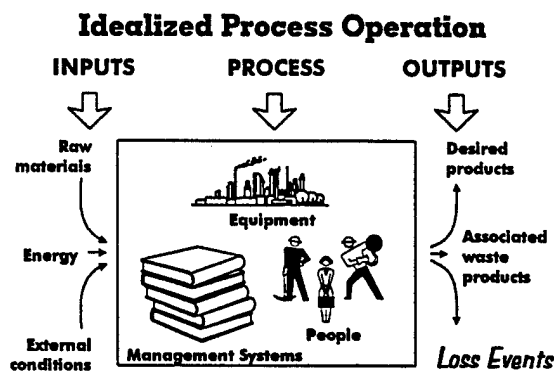 Idealized Process Operation
INPUTS
PROCESS
OUTPUTS
Raw
materials
Energy
External
conditions
Equipment
People
Management Systems
Desired
products
Associated
waste
products
Loss Events